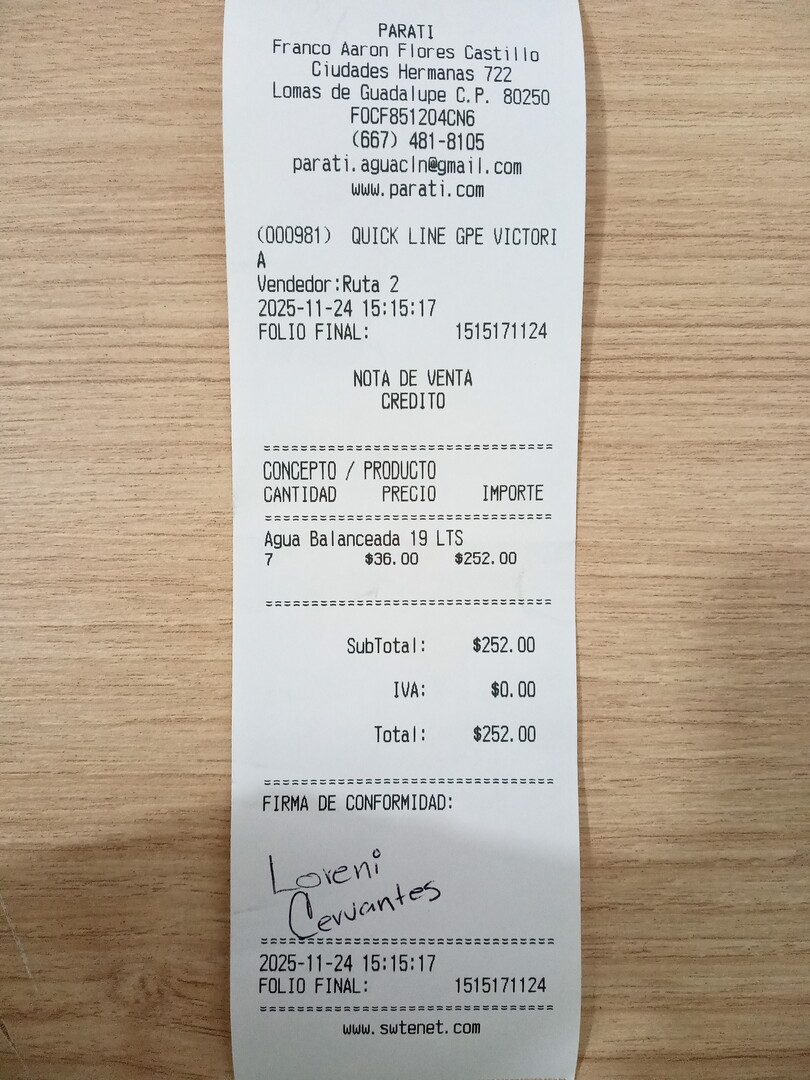 PARATI
Franco Aaron Flores Castillo
Ciudades Hermanas 722
Lomas de Guadalupe C.P. 80250
FOCF851204CN6
(667) 481-8105
parati.aguacln@gmail.com
www.parati.com
(000981) QUICK LINE GPE VICTORI
A
Vendedor:Ruta 2
2025-11-24 15:15:17
FOLIO FINAL: 1515171124
NOTA DE VENTA
CREDITO
================================
CONCEPTO / PRODUCTO
CANTIDAD PRECIO IMPORTE
================================
Agua Balanceada 19 LTS
7 $36.00 $252.00
================================
SubTotal: $252.00
IVA: $0.00
Total: $252.00
================================
FIRMA DE CONFORMIDAD:
Loreni
Cervantes
================================
2025-11-24 15:15:17
FOLIO FINAL: 1515171124
================================
www.swtenet.com